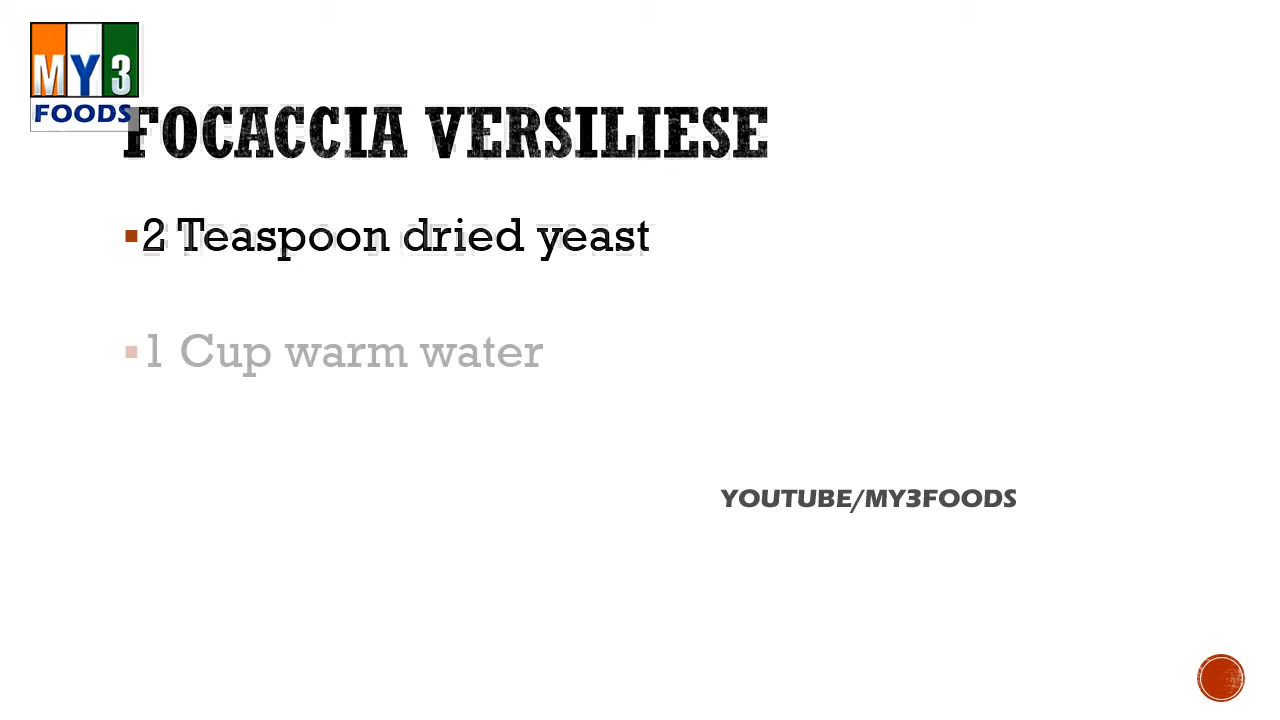 MY3
FOODS
FOCACCIA VERSILIESE
▪2 Teaspoon dried yeast
▪1 Cup warm water
YOUTUBE/MY3FOODS